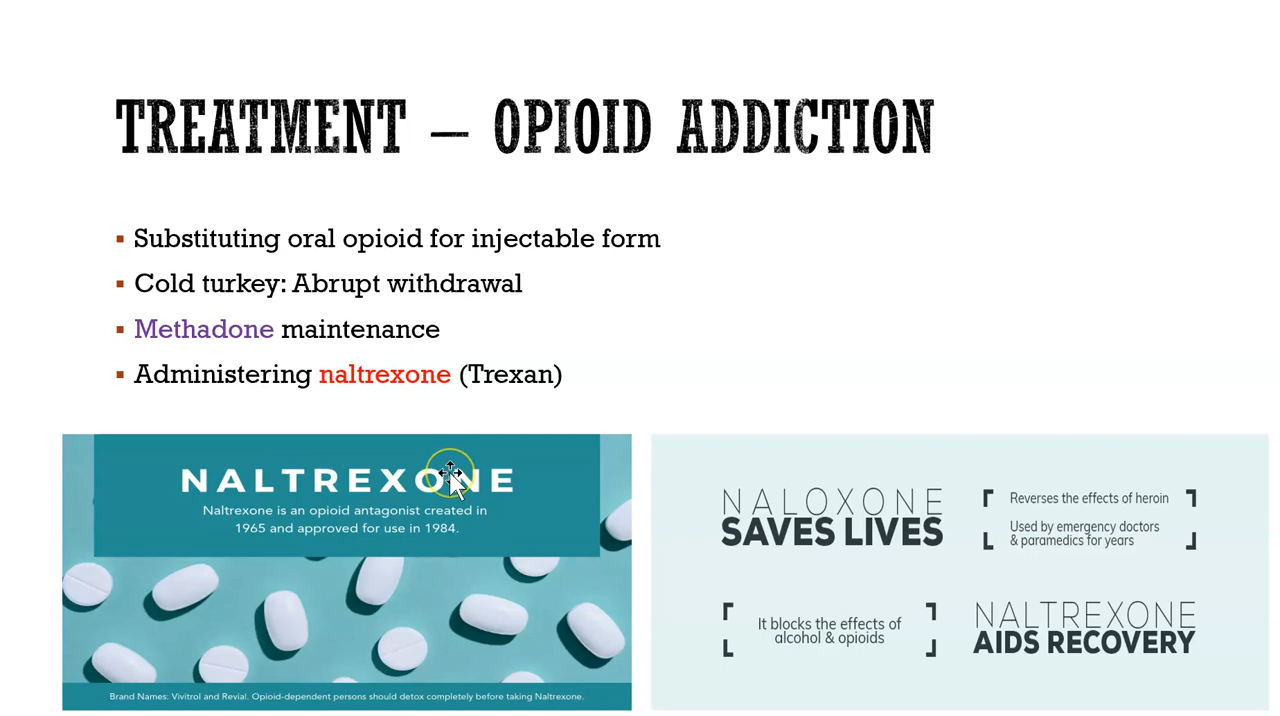 TREATMENT – OPIOID ADDICTION
▪ Substituting oral opioid for injectable form
▪ Cold turkey: Abrupt withdrawal
▪ Methadone maintenance
▪ Administering naltrexone (Trexan)
NALTREXONE
Naltrexone is an opioid antagonist created in
1965 and approved for use in 1984.
Brand Names: Vivitrol and Revial. Opioid-dependent persons should detox completely before taking Naltrexone.
NALOXONE
SAVES LIVES
Reverses the effects of heroin
Used by emergency doctors
& paramedics for years
It blocks the effects of
alcohol & opioids
NALTREXONE
AIDS RECOVERY